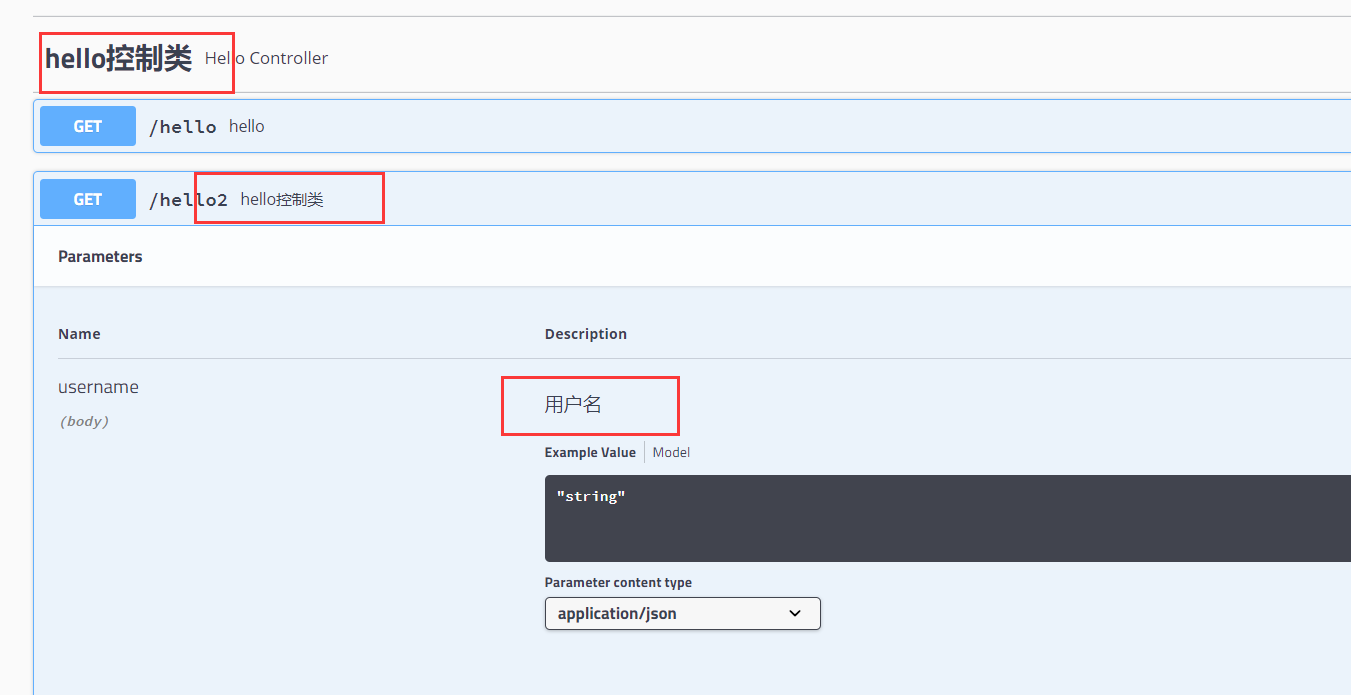 hello控制类 Hello Controller
GET /hello hello
GET /hello2 hello控制类
Parameters
Name Description
username
用户名
(body)
Example Value Model
"string"
Parameter content type
application/json